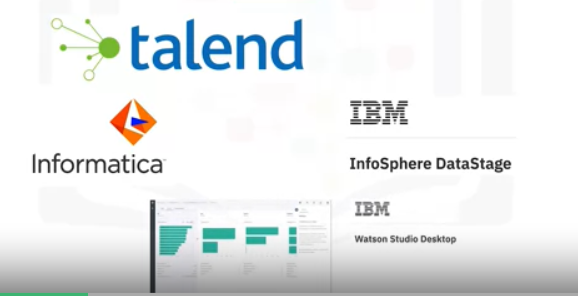 talend
Informatica
IBM
InfoSphere DataStage
IBM
Watson Studio Desktop